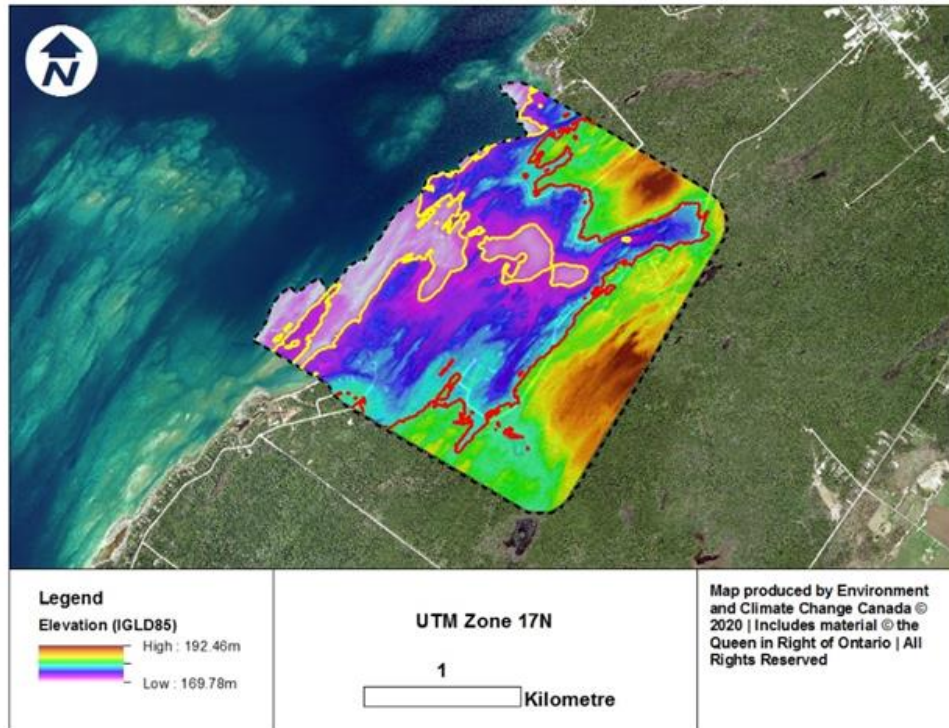 N
Legend
Elevation (IGLD85)
High : 192.46m
Low : 169.78m
UTM Zone 17N
1
Kilometre
Map produced by Environment
and Climate Change Canada ©
2020 | Includes material © the
Queen in Right of Ontario | All
Rights Reserved